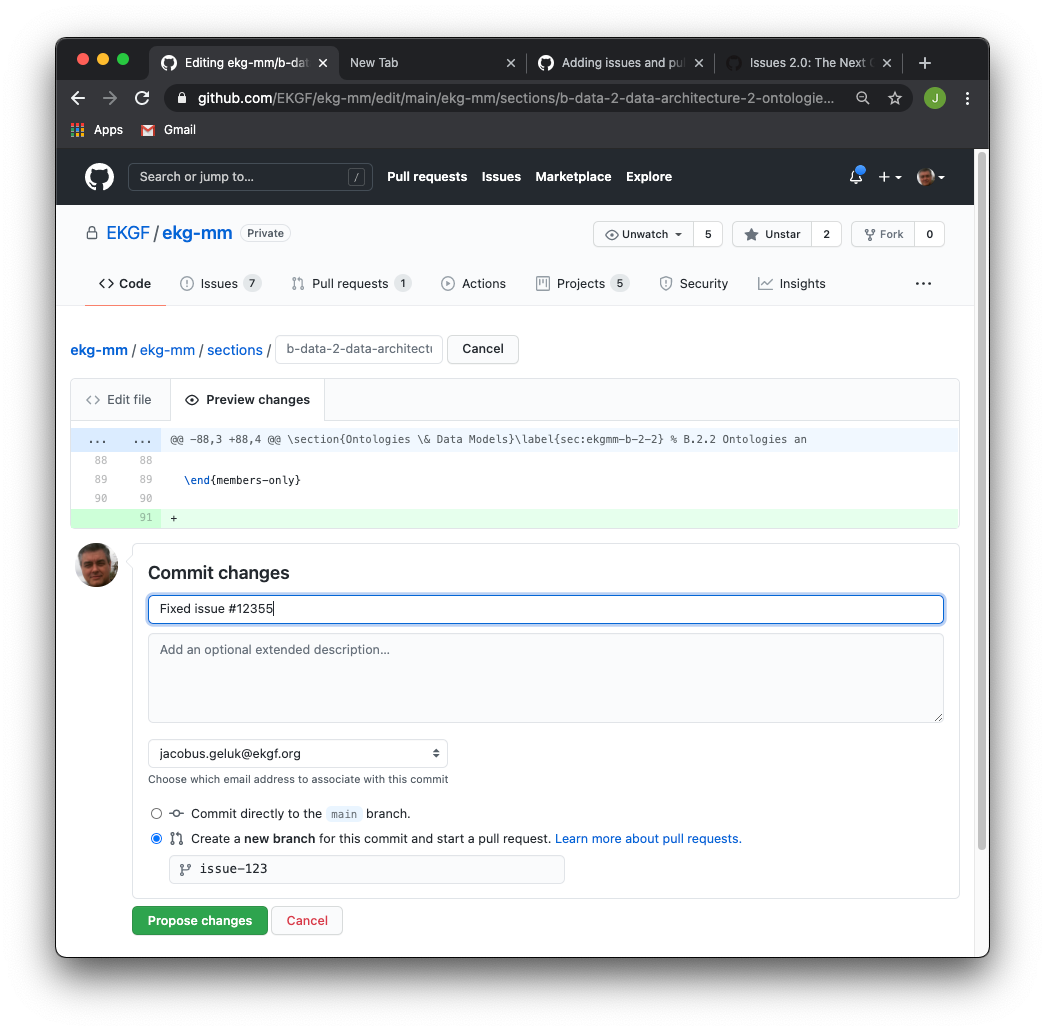 Editing ekg-mm/b-dat
New Tab
Adding issues and pul
Issues 2.0: The Next G
github.com/EKGF/ekg-mm/edit/main/ekg-mm/sections/b-data-2-data-architecture-2-ontologie...
J
Apps
Gmail
Search or jump to...
/
Pull requests
Issues
Marketplace
Explore
EKGF / ekg-mm
Private
Unwatch
5
Unstar
2
Fork
0
Code
Issues 7
Pull requests 1
Actions
Projects 5
Security
Insights
...
ekg-mm / ekg-mm / sections /
b-data-2-data-architectu
Cancel
Edit file
Preview changes
... ... @@ -88,3 +88,4 @@ \section{Ontologies \& Data Models}\label{sec:ekgmm-b-2-2} % B.2.2 Ontologies an
88 88
89 89 \end{members-only}
90 90
91 +
Commit changes
Fixed issue #12355
Add an optional extended description...
jacobus.geluk@ekgf.org
Choose which email address to associate with this commit
Commit directly to the main branch.
Create a new branch for this commit and start a pull request. Learn more about pull requests.
issue-123
Propose changes
Cancel